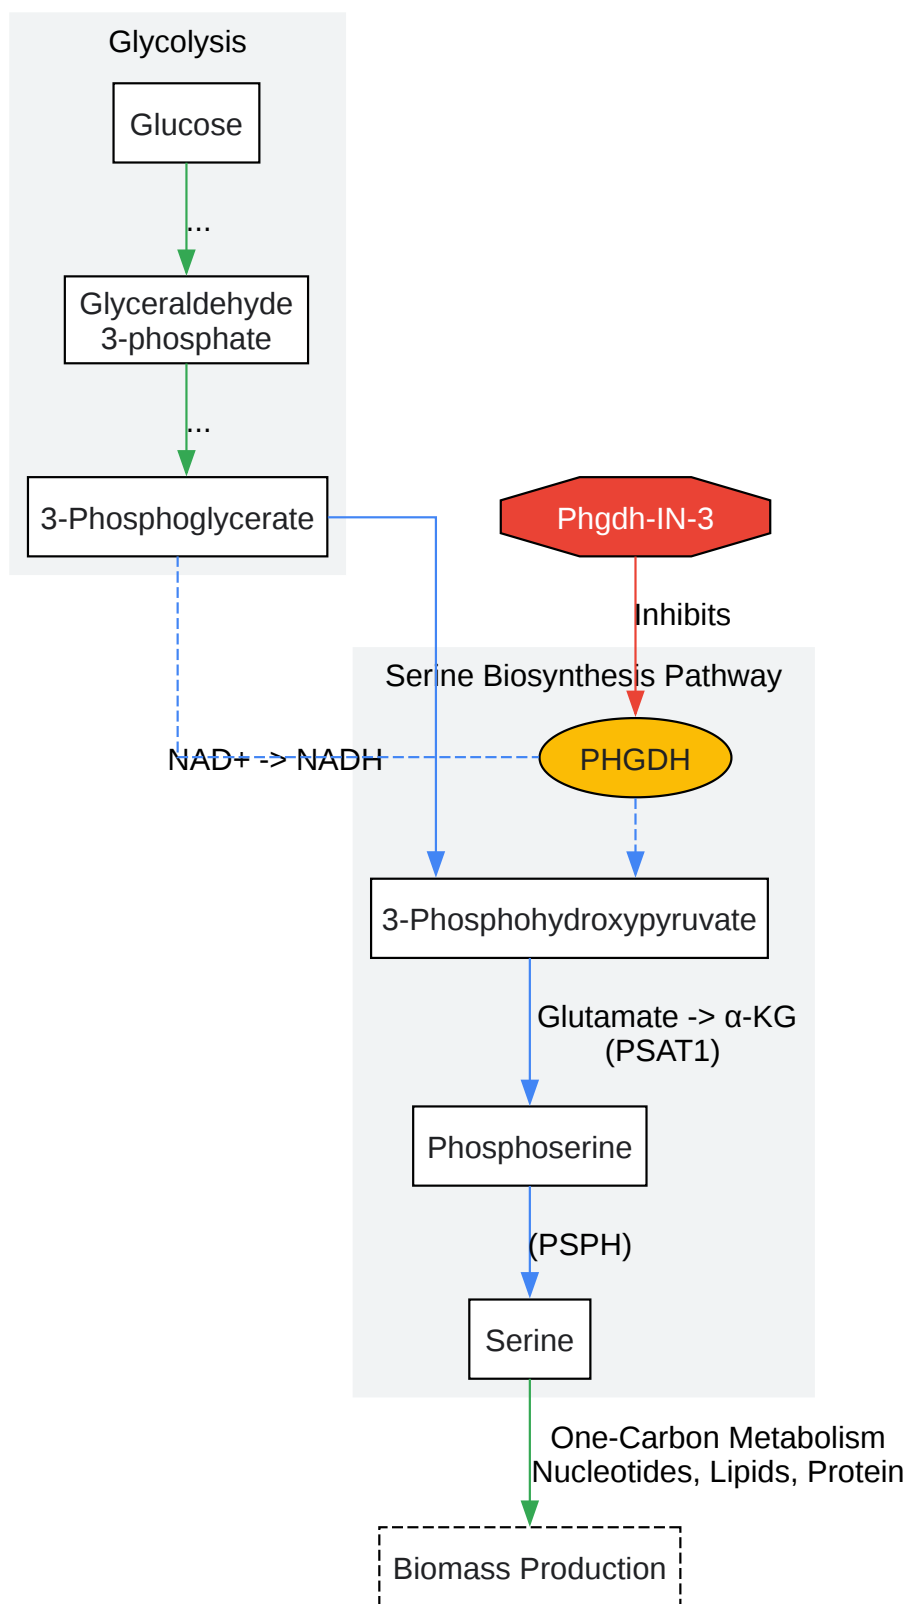 Glycolysis
Glucose
...
Glyceraldehyde
3-phosphate
...
3-Phosphoglycerate
Phgdh-IN-3
Inhibits
Serine Biosynthesis Pathway
NAD+ -> NADH
PHGDH
3-Phosphohydroxypyruvate
Glutamate -> α-KG
(PSAT1)
Phosphoserine
(PSPH)
Serine
One-Carbon Metabolism
Nucleotides, Lipids, Protein
Biomass Production